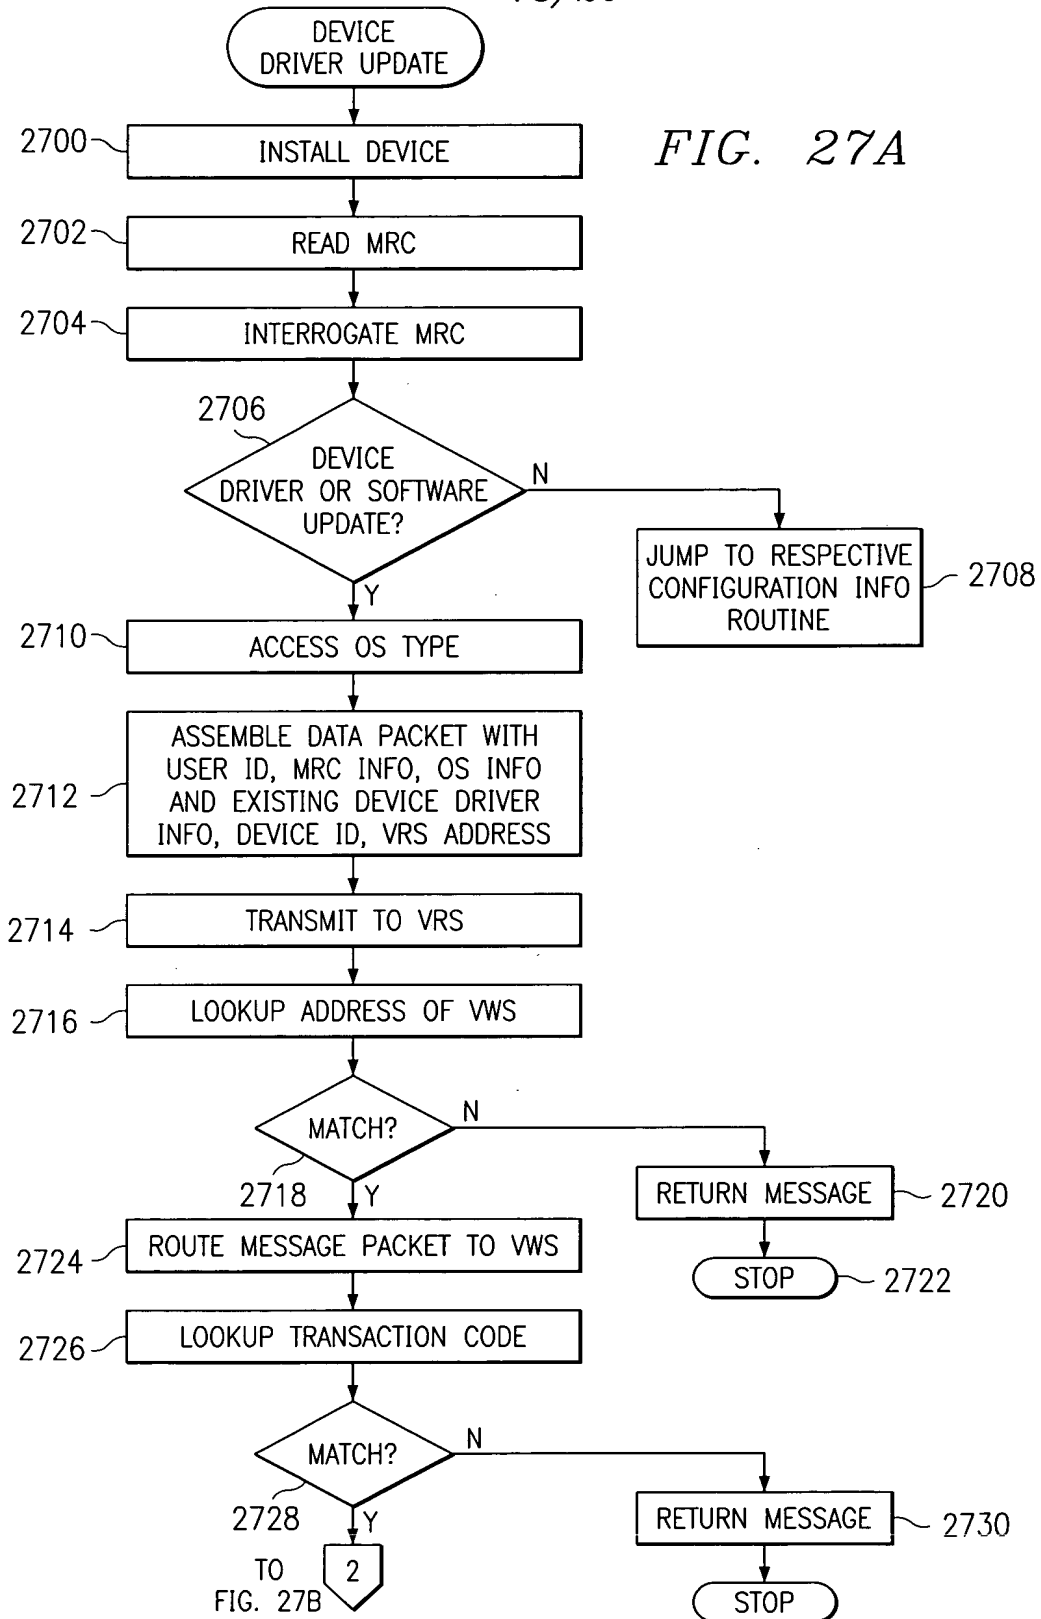 DEVICE
DRIVER UPDATE
FIG. 27A
2700
INSTALL DEVICE
2702
READ MRC
2704
INTERROGATE MRC
2706
DEVICE
DRIVER OR SOFTWARE
UPDATE?
N
Y
JUMP TO RESPECTIVE
CONFIGURATION INFO
ROUTINE
2708
2710
ACCESS OS TYPE
2712
ASSEMBLE DATA PACKET WITH
USER ID, MRC INFO, OS INFO
AND EXISTING DEVICE DRIVER
INFO, DEVICE ID, VRS ADDRESS
2714
TRANSMIT TO VRS
2716
LOOKUP ADDRESS OF VWS
MATCH?
N
2718
Y
RETURN MESSAGE
2720
STOP
2722
2724
ROUTE MESSAGE PACKET TO VWS
2726
LOOKUP TRANSACTION CODE
MATCH?
N
2728
Y
RETURN MESSAGE
2730
STOP
TO
FIG. 27B
2